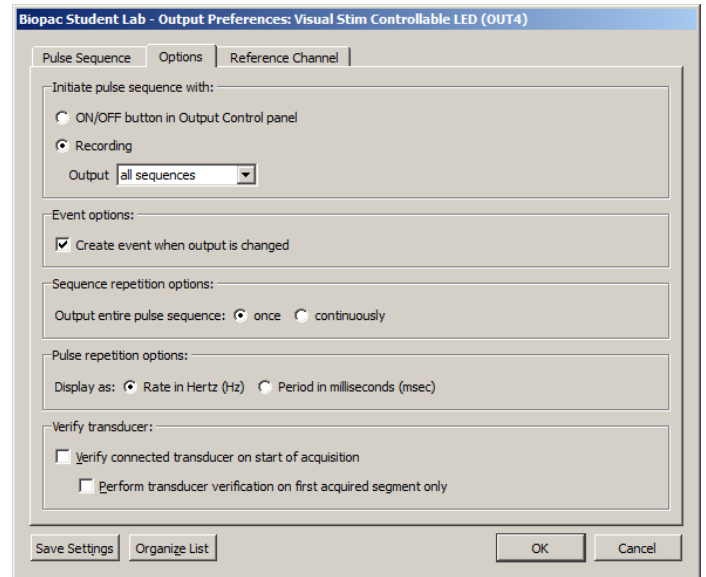 Biopac Student Lab - Output Preferences: Visual Stim Controllable LED (OUT4)
Pulse Sequence Options Reference Channel
Initiate pulse sequence with:
ON/OFF button in Output Control panel
Recording
Output all sequences
Event options:
Create event when output is changed
Sequence repetition options:
Output entire pulse sequence: once continuously
Pulse repetition options:
Display as: Rate in Hertz (Hz) Period in milliseconds (msec)
Verify transducer:
Verify connected transducer on start of acquisition
Perform transducer verification on first acquired segment only
Save Settings Organize List OK Cancel